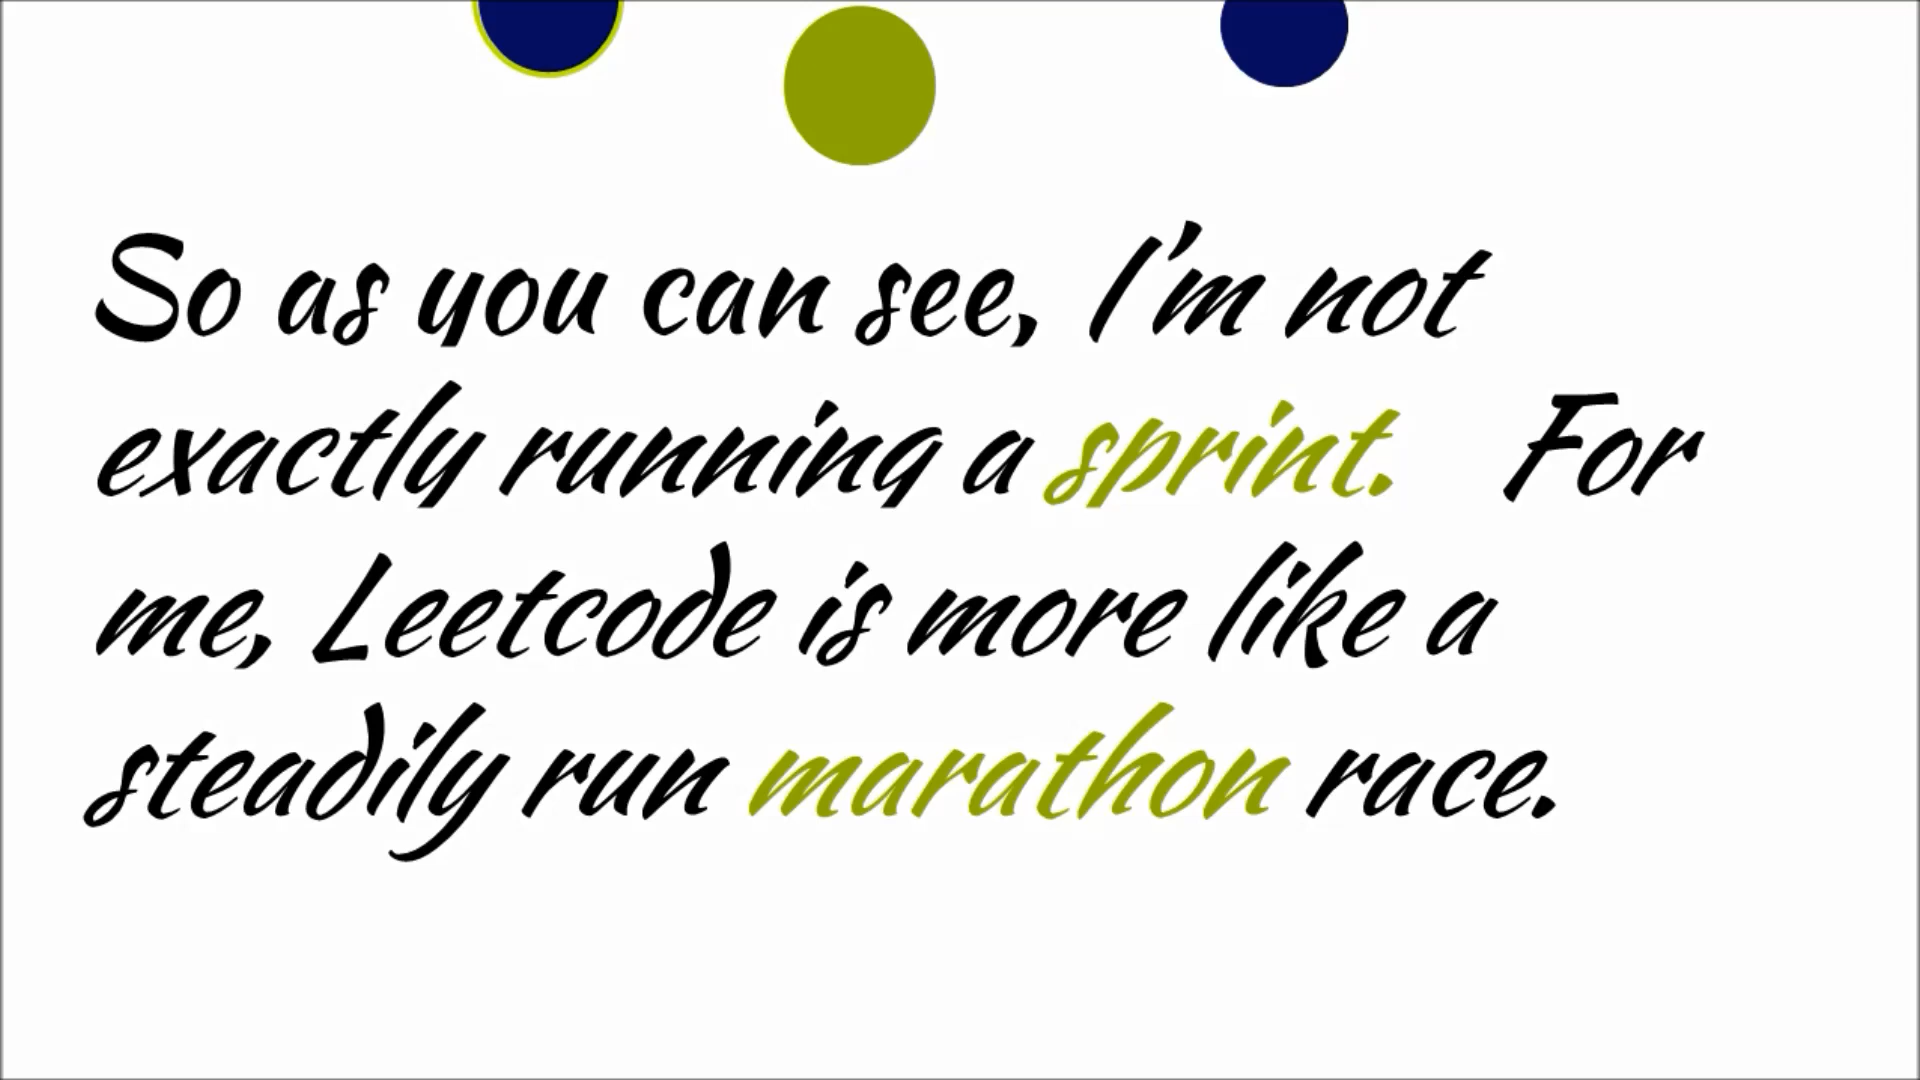 So as you can see, I'm not
exactly running a sprint. For
me, Leetcode is more like a
steadily run marathon race.